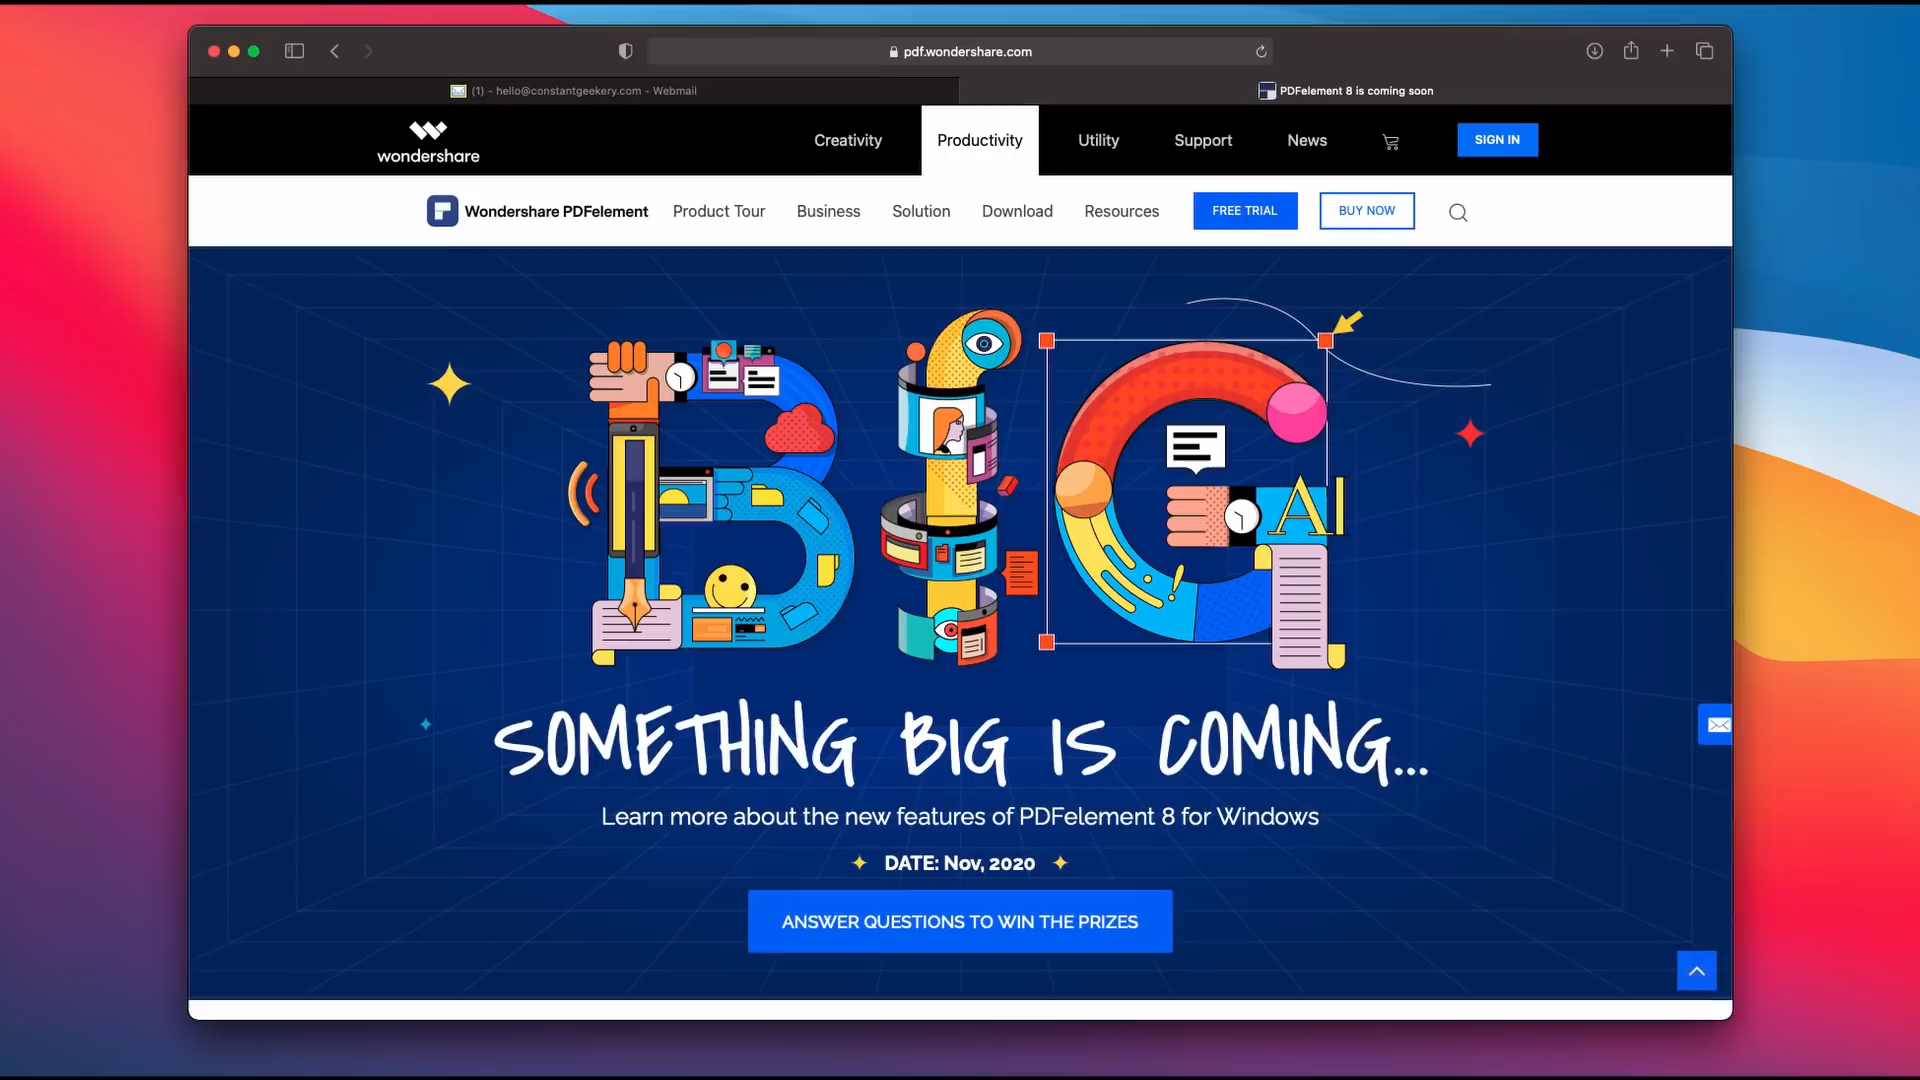 pdf.wondershare.com
(1) - hello@constantgeekery.com - Webmail
PDFelement 8 is coming soon
wondershare
Creativity
Productivity
Utility
Support
News
SIGN IN
Wondershare PDFelement
Product Tour
Business
Solution
Download
Resources
FREE TRIAL
BUY NOW
BIG
AI
SOMETHING BIG IS COMING...
Learn more about the new features of PDFelement 8 for Windows
DATE: Nov, 2020
ANSWER QUESTIONS TO WIN THE PRIZES